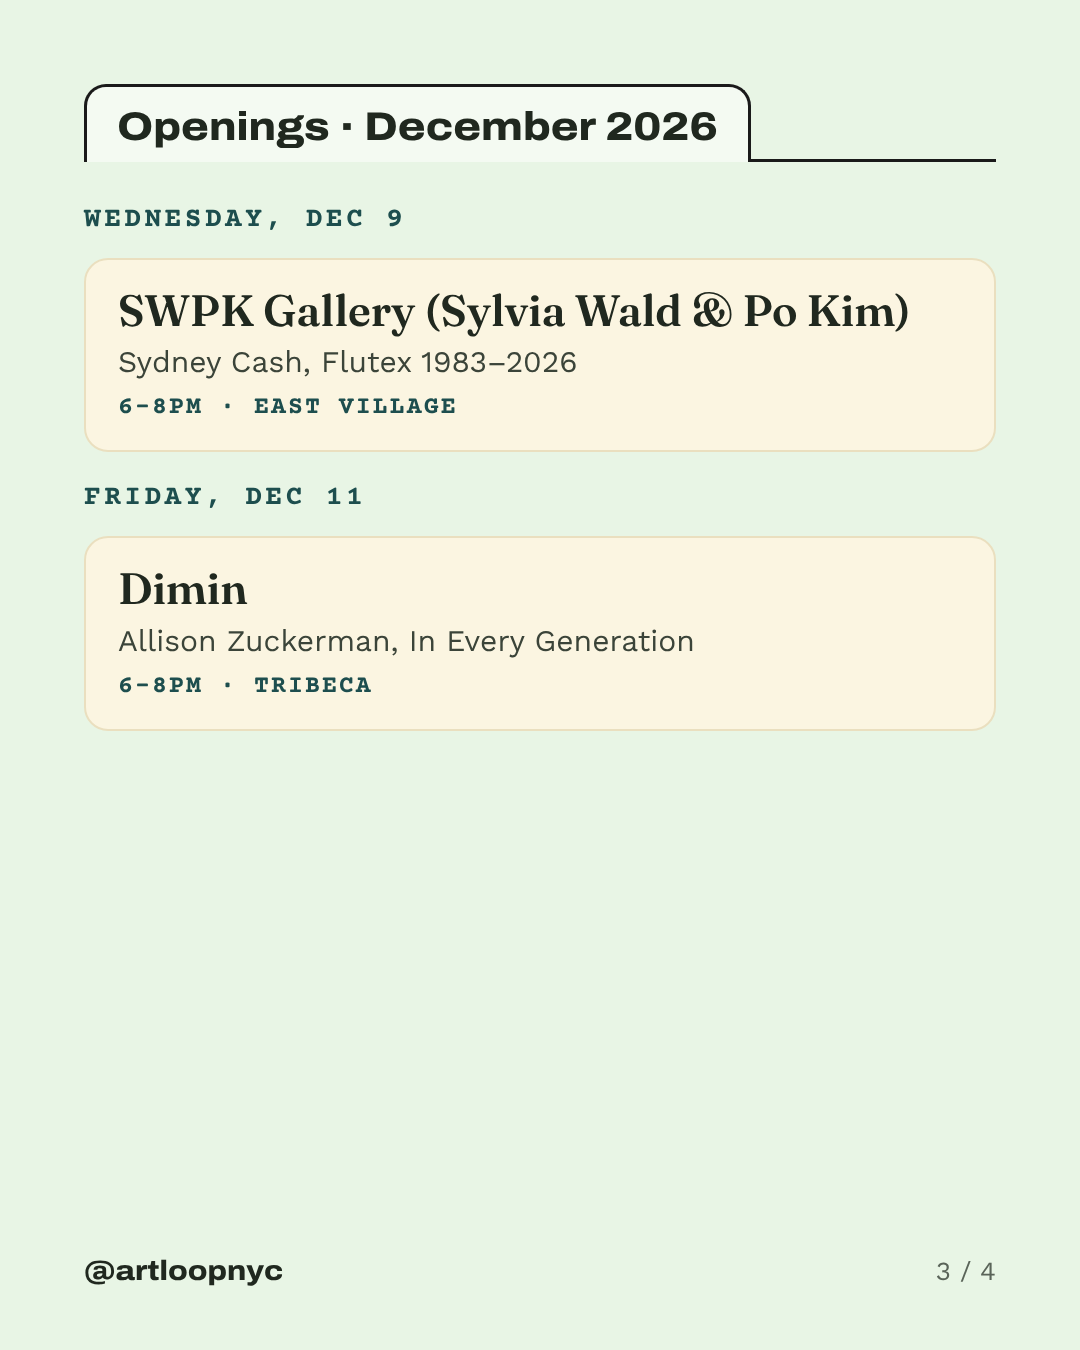 Openings · December 2026
WEDNESDAY, DEC 9
SWPK Gallery (Sylvia Wald & Po Kim)
Sydney Cash, Flutex 1983–2026
6–8PM · EAST VILLAGE
FRIDAY, DEC 11
Dimin
Allison Zuckerman, In Every Generation
6–8PM · TRIBECA
@artloopnyc
3 / 4